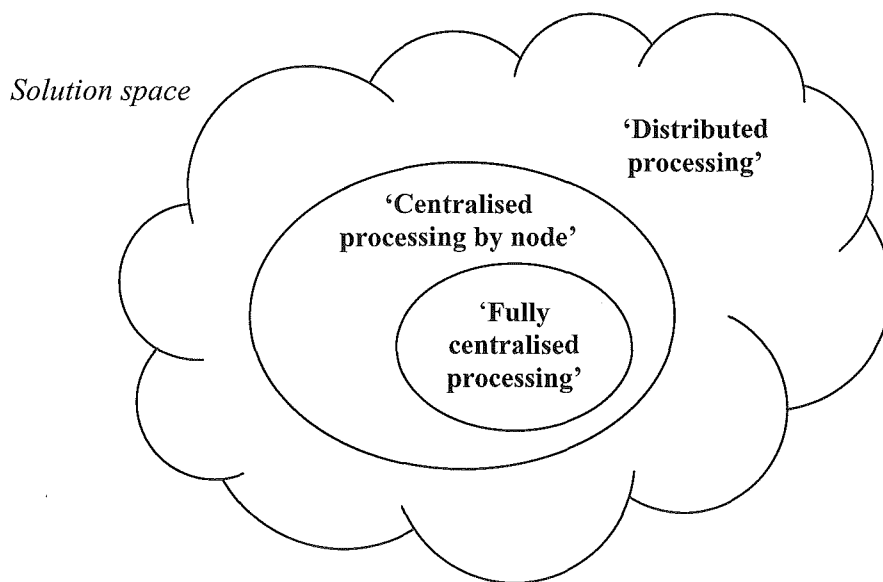 Solution space
‘Distributed
processing’
‘Centralised
processing by node’
‘Fully
centralised
processing’